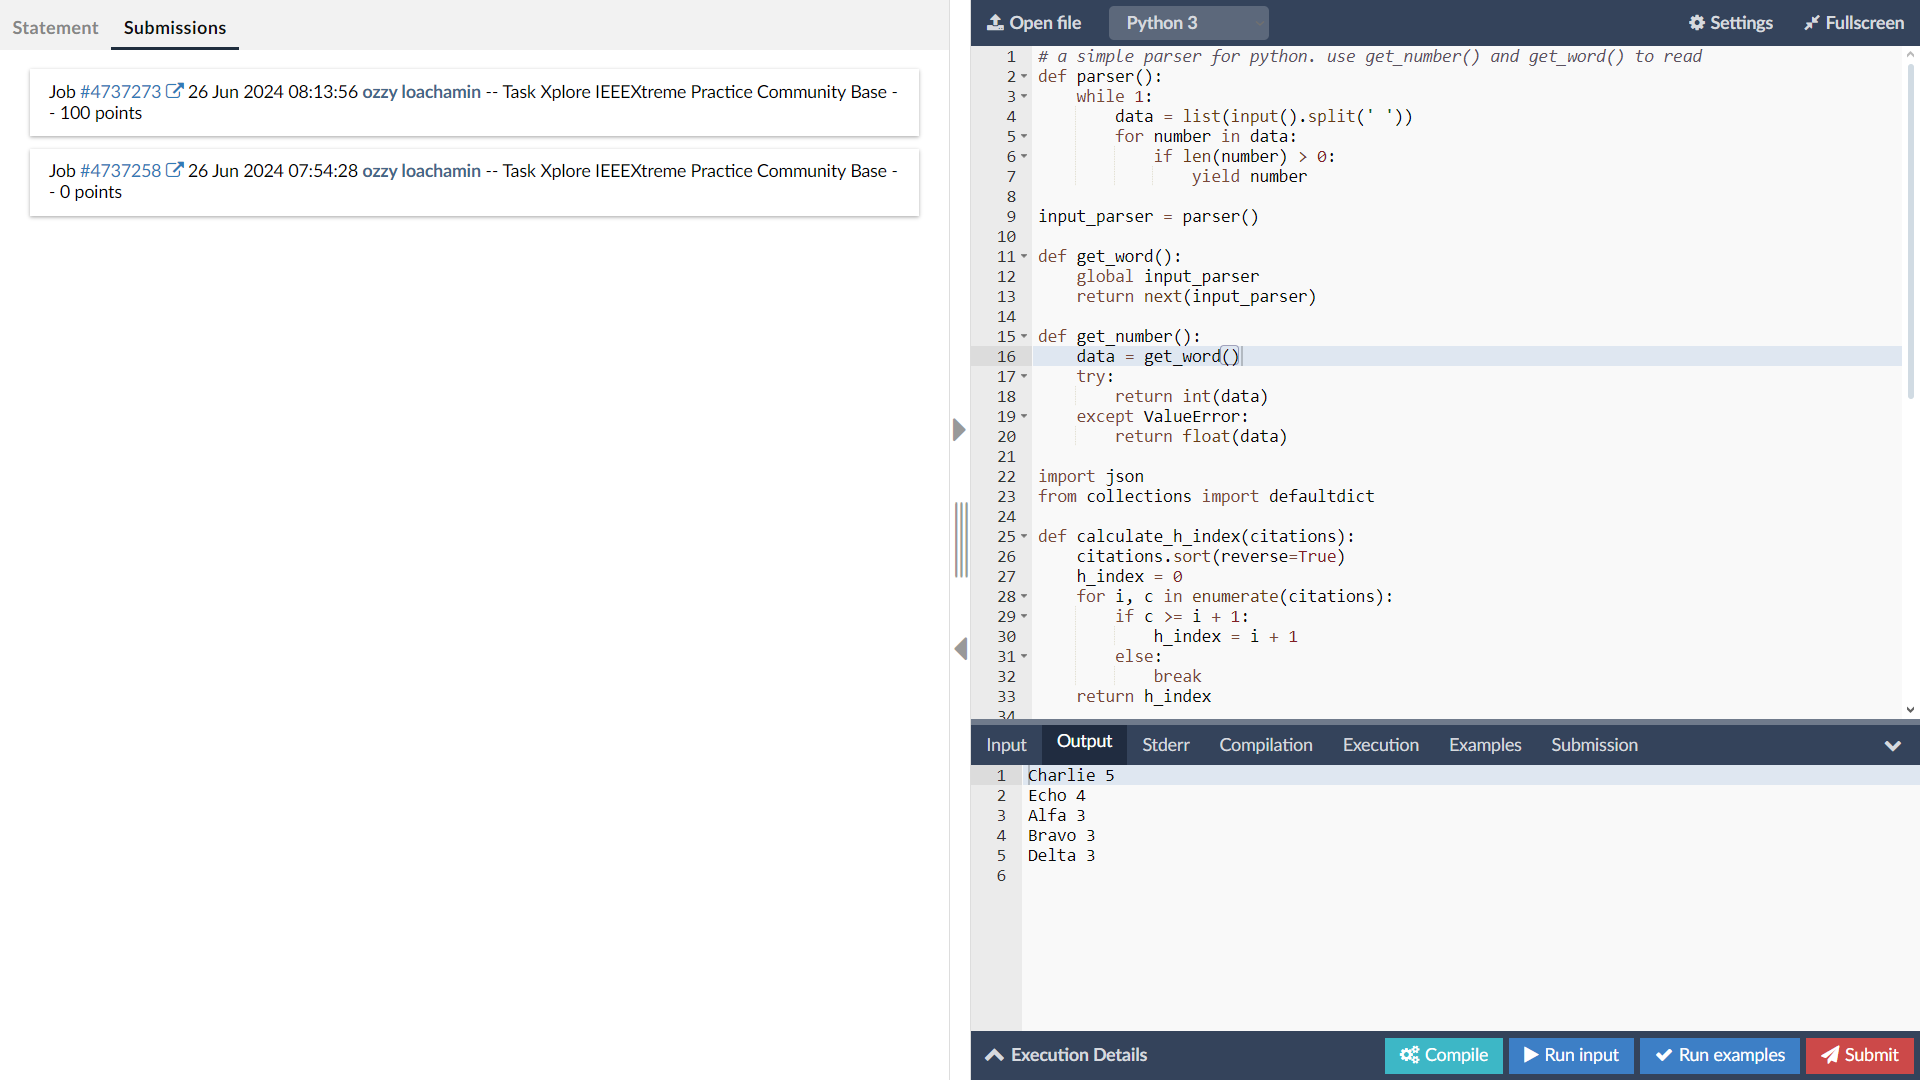 Statement Submissions
Job #4737273 26 Jun 2024 08:13:56 ozzy loachamin -- Task Xplore IEEEXtreme Practice Community Base -
- 100 points
Job #4737258 26 Jun 2024 07:54:28 ozzy loachamin -- Task Xplore IEEEXtreme Practice Community Base -
- 0 points
Open file Python 3 Settings Fullscreen
1 # a simple parser for python. use get_number() and get_word() to read
2 def parser():
3 while 1:
4 data = list(input().split(' '))
5 for number in data:
6 if len(number) > 0:
7 yield number
8
9 input_parser = parser()
10
11 def get_word():
12 global input_parser
13 return next(input_parser)
14
15 def get_number():
16 data = get_word()
17 try:
18 return int(data)
19 except ValueError:
20 return float(data)
21
22 import json
23 from collections import defaultdict
24
25 def calculate_h_index(citations):
26 citations.sort(reverse=True)
27 h_index = 0
28 for i, c in enumerate(citations):
29 if c >= i + 1:
30 h_index = i + 1
31 else:
32 break
33 return h_index
34
Input Output Stderr Compilation Execution Examples Submission
1 Charlie 5
2 Echo 4
3 Alfa 3
4 Bravo 3
5 Delta 3
6
Execution Details Compile Run input Run examples Submit